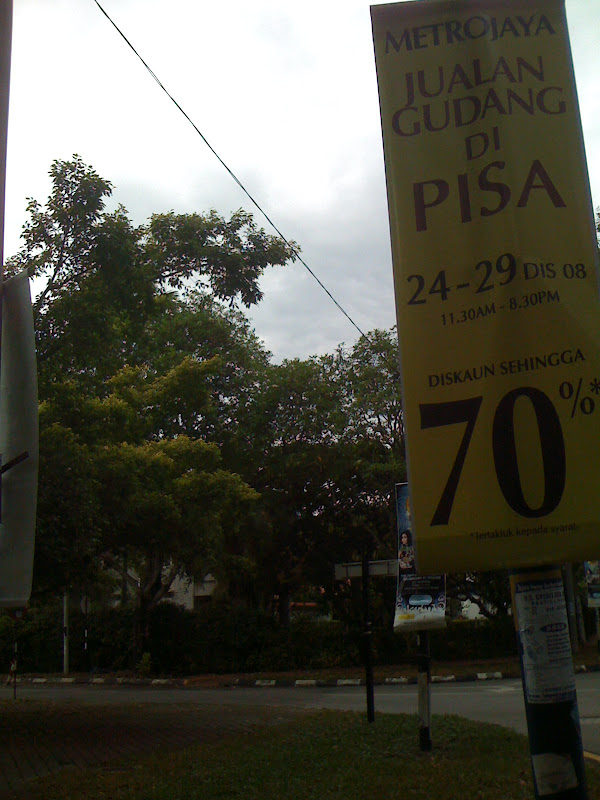 METROJAYA
JUALAN
GUDANG
DI
PISA
24-29 DIS 08
11.30AM - 8.30PM
DISKAUN SEHINGGA
70%*
*Tertakluk kepada syarat